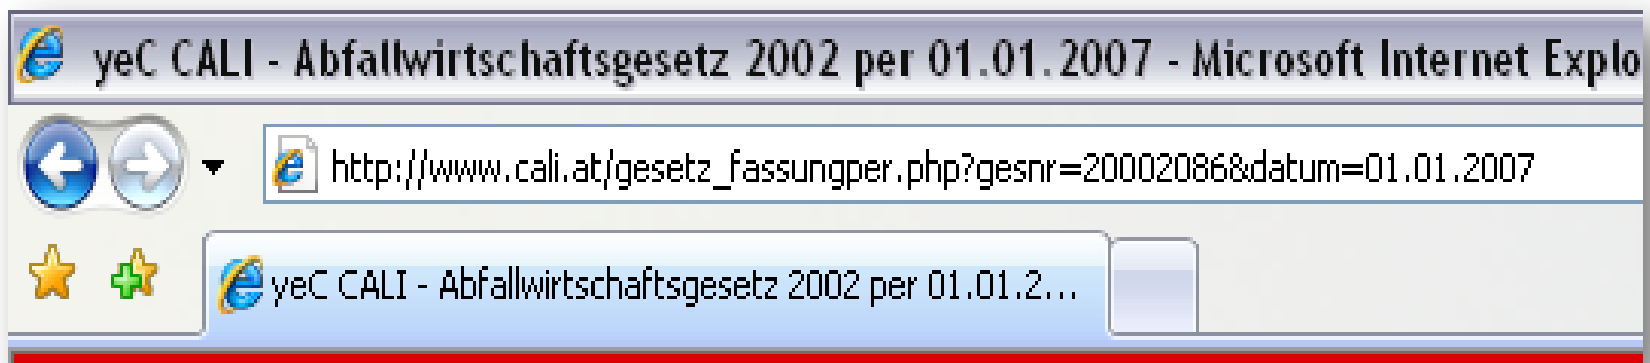 yeC CALI - Abfallwirtschaftsgesetz 2002 per 01.01.2007 - Microsoft Internet Explo
http://www.cali.at/gesetz_fassungper.php?gesnr=20002086&datum=01.01.2007
yeC CALI - Abfallwirtschaftsgesetz 2002 per 01.01.2...